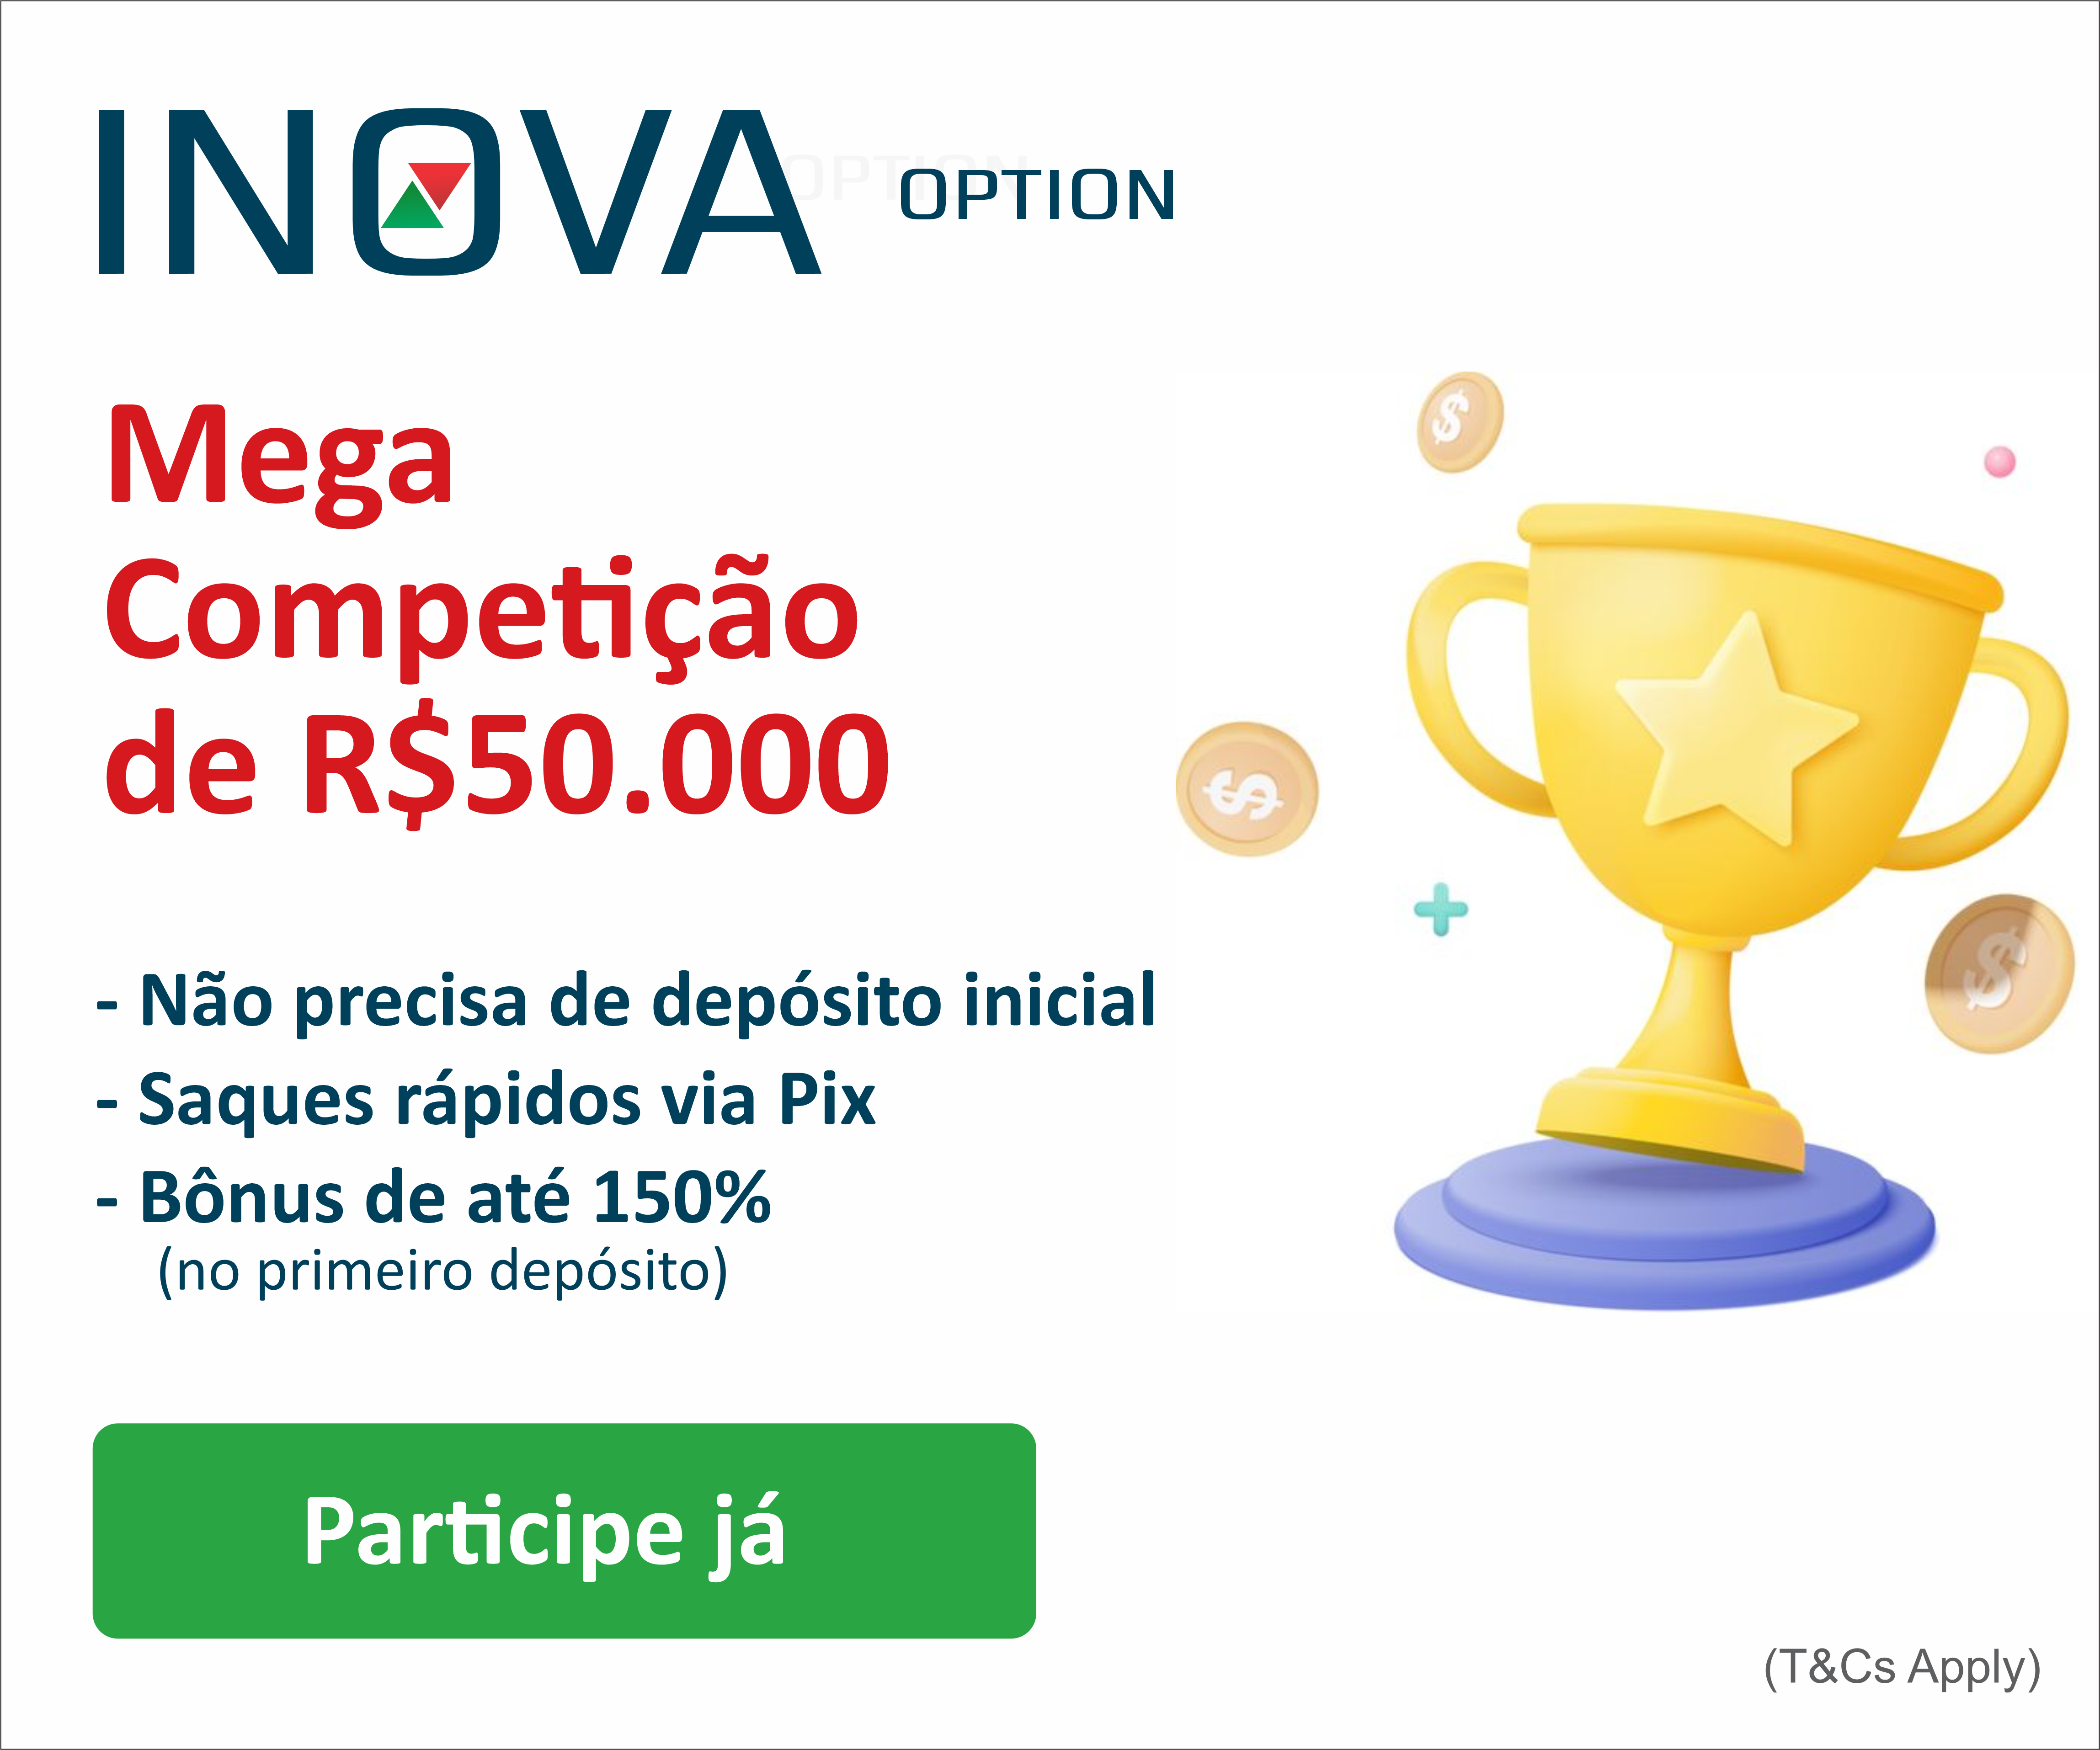 INOVA OPTION
Mega
Competição
de R$50.000
- Não precisa de depósito inicial
- Saques rápidos via Pix
- Bônus de até 150%
(no primeiro depósito)
Participe já
(T&Cs Apply)